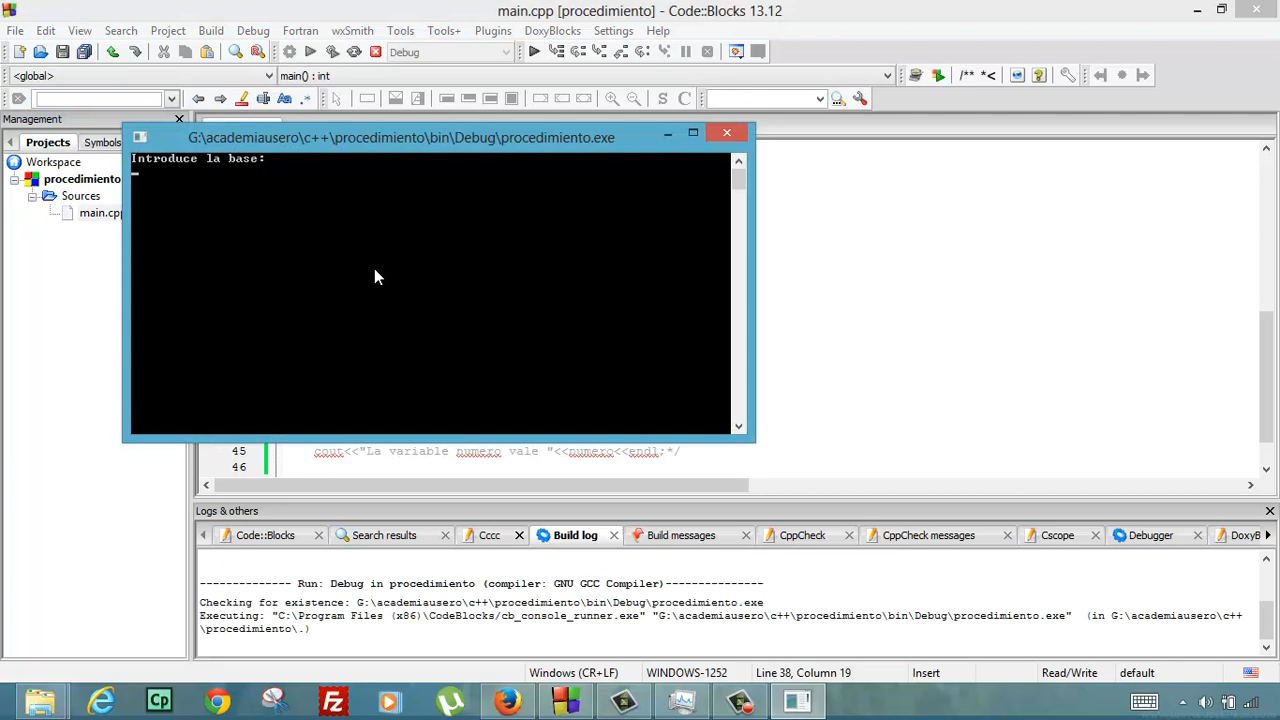 main.cpp [procedimiento] - Code::Blocks 13.12
File Edit View Search Project Build Debug Fortran wxSmith Tools Tools+ Plugins DoxyBlocks Settings Help
Debug
<global> main() : int /** *<
S C
Management
Projects Symbols
Workspace
procedimiento
Sources
main.cpp
G:\academiausero\c++\procedimiento\bin\Debug\procedimiento.exe
Introduce la base:
45 cout<<"La variable numero vale "<<numero<<endl;*/
46
Logs & others
Code::Blocks Search results Cccc Build log Build messages CppCheck CppCheck messages Cscope Debugger DoxyB
-------------- Run: Debug in procedimiento (compiler: GNU GCC Compiler)---------------
Checking for existence: G:\academiausero\c++\procedimiento\bin\Debug\procedimiento.exe
Executing: "C:\Program Files (x86)\CodeBlocks/cb_console_runner.exe" "G:\academiausero\c++\procedimiento\bin\Debug\procedimiento.exe" (in G:\academiausero\c++
\procedimiento\.)
Windows (CR+LF) WINDOWS-1252 Line 38, Column 19 Insert Read/Write default
Cp